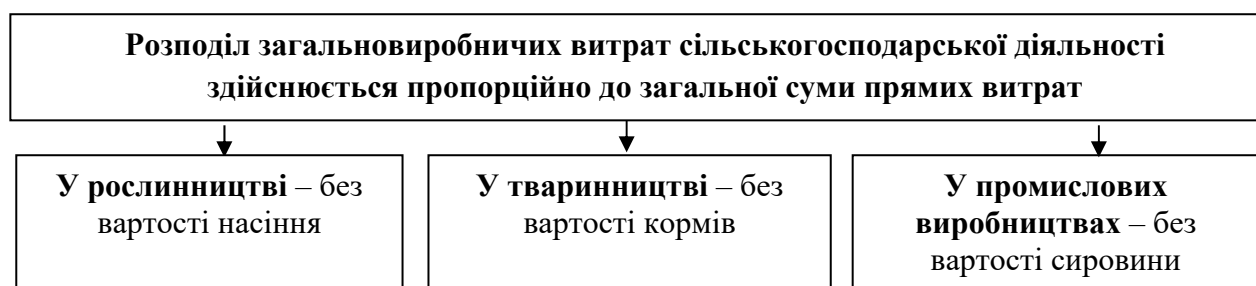 Розподіл загальновиробничих витрат сільськогосподарської діяльності
здійснюється пропорційно до загальної суми прямих витрат
У рослинництві – без
вартості насіння
У тваринництві – без
вартості кормів
У промислових
виробництвах – без
вартості сировини